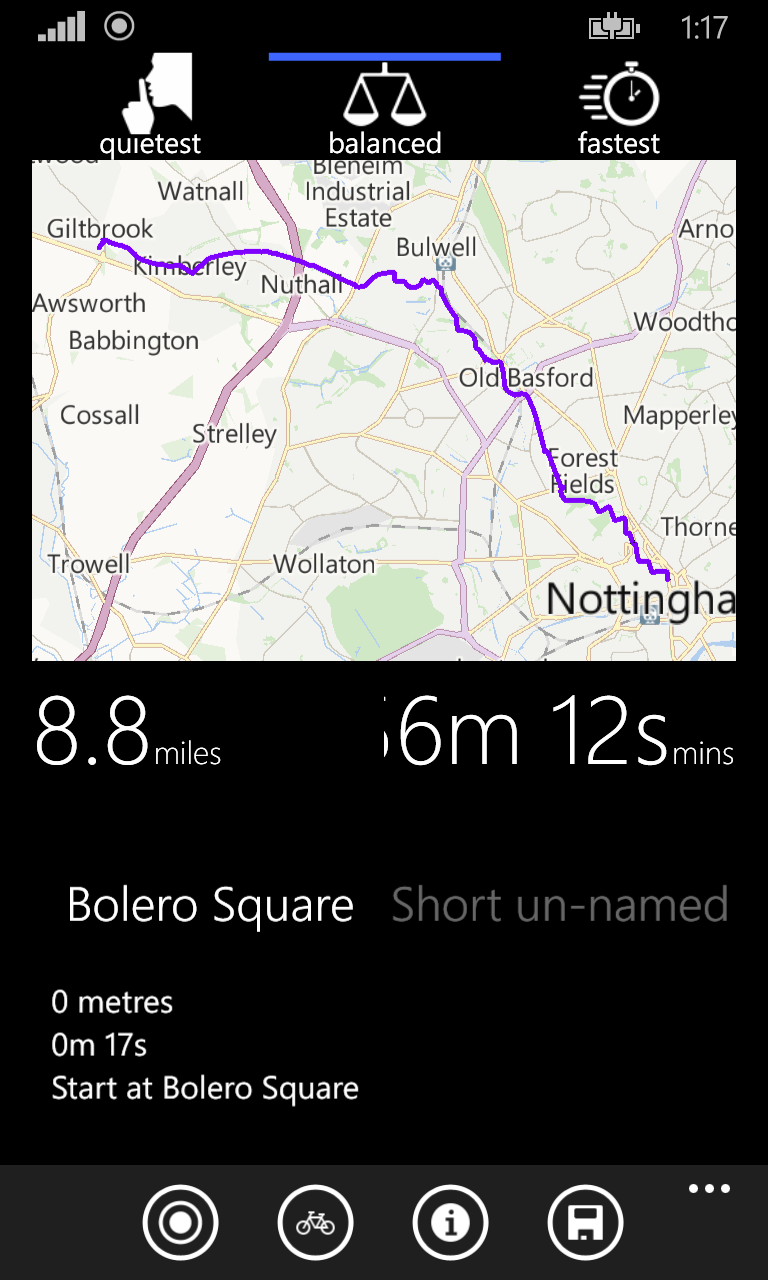 1:17
quietest balanced fastest
Blenheim
Watnall Industrial
Estate
Giltbrook Arno
Bulwell
Kimberley
Nuthall
Awsworth
Woodtho
Babbington
Old Basford
Cossall Mapperley
Strelley
Forest
Fields
Thorne
Trowell Wollaton
Nottingha
8.8 miles 6m 12s mins
Bolero Square Short un-named
0 metres
0m 17s
Start at Bolero Square